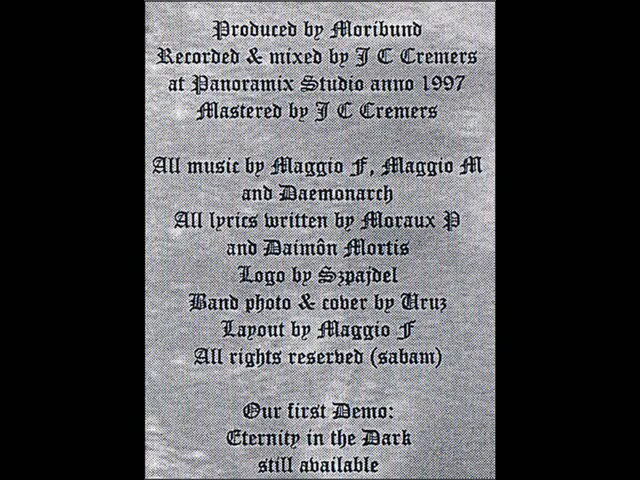 Produced by Moribund
Recorded & mixed by J C Cremers
at Panoramix Studio anno 1997
Mastered by J C Cremers
All music by Maggio F, Maggio M
and Daemonarch
All lyrics written by Moraux P
and Daimôn Mortis
Logo by Szpajdel
Band photo & cover by Uruz
Layout by Maggio F
All rights reserved (sabam)
Our first Demo:
Eternity in the Dark
still available